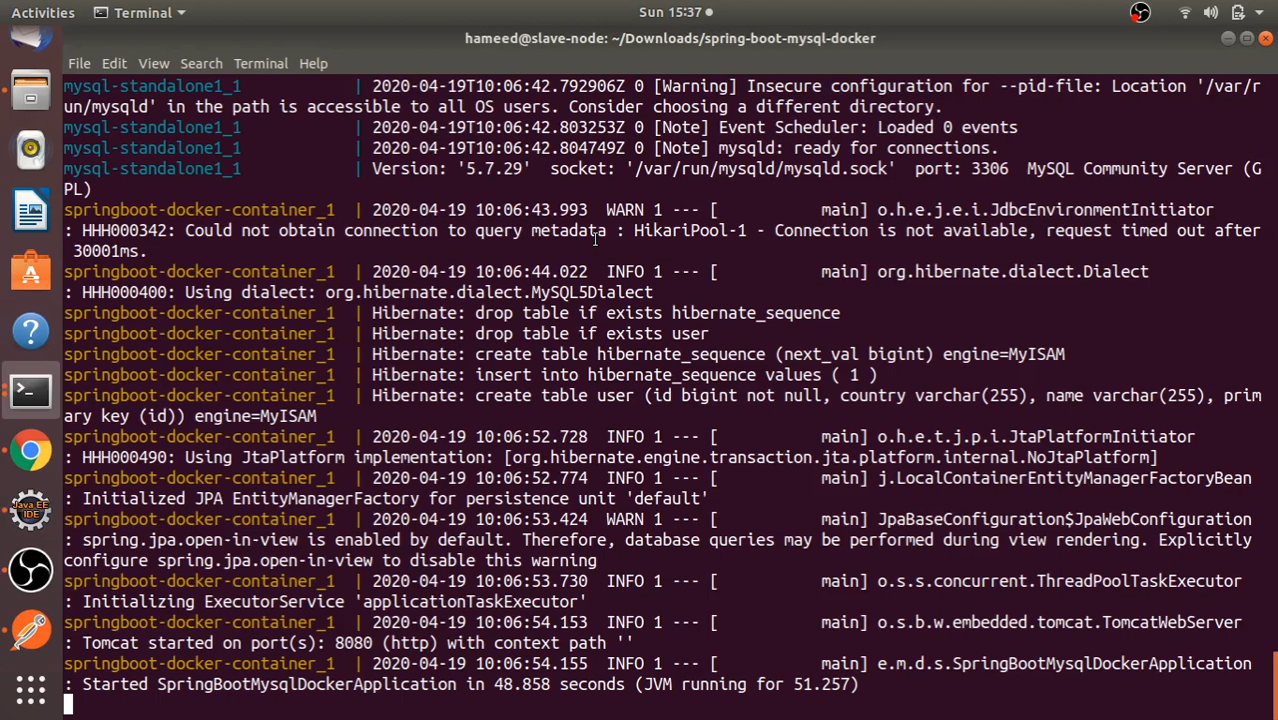 Activities Terminal Sun 15:37
hameed@slave-node: ~/Downloads/spring-boot-mysql-docker
File Edit View Search Terminal Help
mysql-standalone1_1 | 2020-04-19T10:06:42.792906Z 0 [Warning] Insecure configuration for --pid-file: Location '/var/r
un/mysqld' in the path is accessible to all OS users. Consider choosing a different directory.
mysql-standalone1_1 | 2020-04-19T10:06:42.803253Z 0 [Note] Event Scheduler: Loaded 0 events
mysql-standalone1_1 | 2020-04-19T10:06:42.804749Z 0 [Note] mysqld: ready for connections.
mysql-standalone1_1 | Version: '5.7.29' socket: '/var/run/mysqld/mysqld.sock' port: 3306 MySQL Community Server (G
PL)
springboot-docker-container_1 | 2020-04-19 10:06:43.993 WARN 1 --- [ main] o.h.e.j.e.i.JdbcEnvironmentInitiator
: HHH000342: Could not obtain connection to query metadata : HikariPool-1 - Connection is not available, request timed out after
30001ms.
springboot-docker-container_1 | 2020-04-19 10:06:44.022 INFO 1 --- [ main] org.hibernate.dialect.Dialect
: HHH000400: Using dialect: org.hibernate.dialect.MySQL5Dialect
springboot-docker-container_1 | Hibernate: drop table if exists hibernate_sequence
springboot-docker-container_1 | Hibernate: drop table if exists user
springboot-docker-container_1 | Hibernate: create table hibernate_sequence (next_val bigint) engine=MyISAM
springboot-docker-container_1 | Hibernate: insert into hibernate_sequence values ( 1 )
springboot-docker-container_1 | Hibernate: create table user (id bigint not null, country varchar(255), name varchar(255), prim
ary key (id)) engine=MyISAM
springboot-docker-container_1 | 2020-04-19 10:06:52.728 INFO 1 --- [ main] o.h.e.t.j.p.i.JtaPlatformInitiator
: HHH000490: Using JtaPlatform implementation: [org.hibernate.engine.transaction.jta.platform.internal.NoJtaPlatform]
springboot-docker-container_1 | 2020-04-19 10:06:52.774 INFO 1 --- [ main] j.LocalContainerEntityManagerFactoryBean
: Initialized JPA EntityManagerFactory for persistence unit 'default'
springboot-docker-container_1 | 2020-04-19 10:06:53.424 WARN 1 --- [ main] JpaBaseConfiguration$JpaWebConfiguration
: spring.jpa.open-in-view is enabled by default. Therefore, database queries may be performed during view rendering. Explicitly
configure spring.jpa.open-in-view to disable this warning
springboot-docker-container_1 | 2020-04-19 10:06:53.730 INFO 1 --- [ main] o.s.s.concurrent.ThreadPoolTaskExecutor
: Initializing ExecutorService 'applicationTaskExecutor'
springboot-docker-container_1 | 2020-04-19 10:06:54.153 INFO 1 --- [ main] o.s.b.w.embedded.tomcat.TomcatWebServer
: Tomcat started on port(s): 8080 (http) with context path ''
springboot-docker-container_1 | 2020-04-19 10:06:54.155 INFO 1 --- [ main] e.m.d.s.SpringBootMysqlDockerApplication
: Started SpringBootMysqlDockerApplication in 48.858 seconds (JVM running for 51.257)
Java EE
IDE